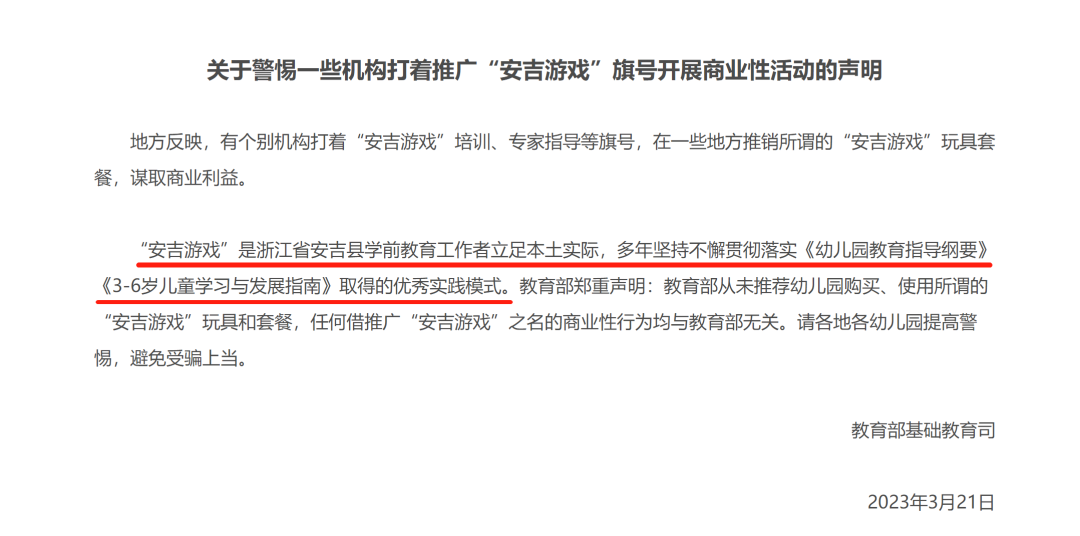 关于警惕一些机构打着推广“安吉游戏”旗号开展商业性活动的声明
地方反映，有个别机构打着“安吉游戏”培训、专家指导等旗号，在一些地方推销所谓的“安吉游戏”玩具套
餐，谋取商业利益。
“安吉游戏”是浙江省安吉县学前教育工作者立足本土实际，多年坚持不懈贯彻落实《幼儿园教育指导纲要》
《3-6岁儿童学习与发展指南》取得的优秀实践模式。教育部郑重声明：教育部从未推荐幼儿园购买、使用所谓的
“安吉游戏”玩具和套餐，任何借推广“安吉游戏”之名的商业性行为均与教育部无关。请各地各幼儿园提高警
惕，避免受骗上当。
教育部基础教育司
2023年3月21日